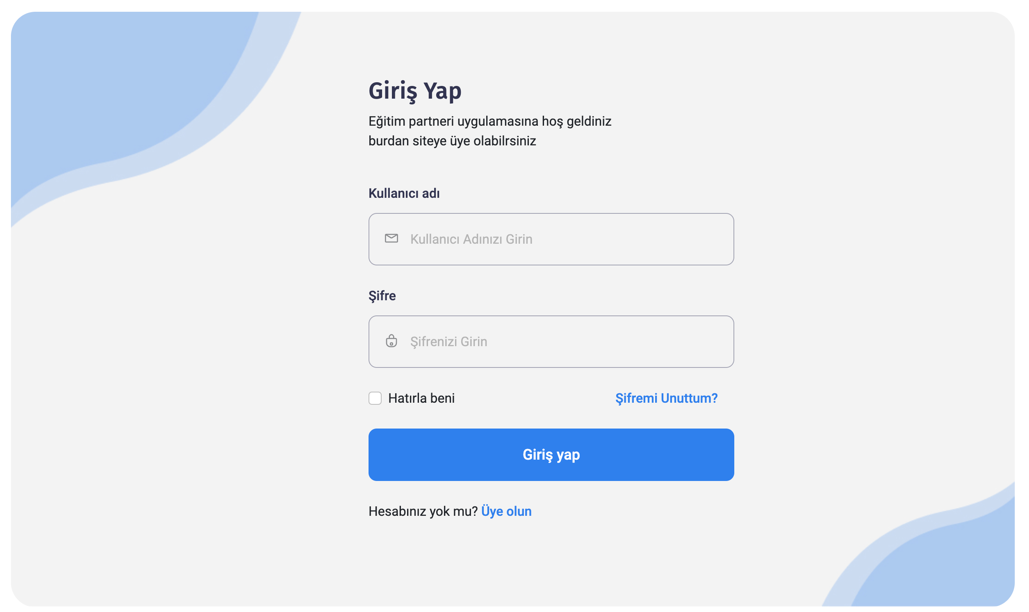 Giriş Yap
Eğitim partneri uygulamasına hoş geldiniz
burdan siteye üye olabilrsiniz
Kullanıcı adı
Kullanıcı Adınızı Girin
Şifre
Şifrenizi Girin
Hatırla beni
Şifremi Unuttum?
Giriş yap
Hesabınız yok mu? Üye olun